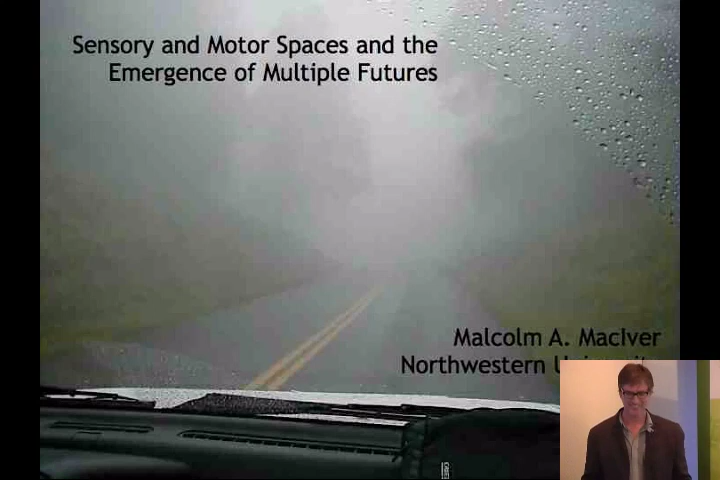 Sensory and Motor Spaces and the
Emergence of Multiple Futures
Malcolm A. MacIver
Northwestern